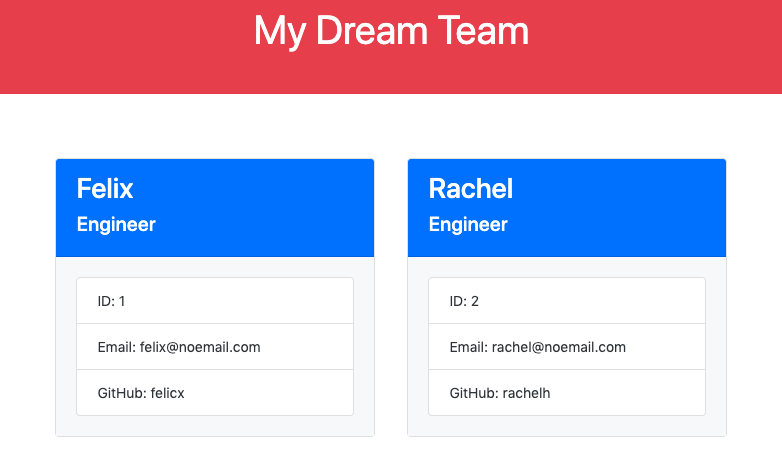 My Dream Team
Felix
Engineer
ID: 1
Email: felix@noemail.com
GitHub: felicx
Rachel
Engineer
ID: 2
Email: rachel@noemail.com
GitHub: rachelh